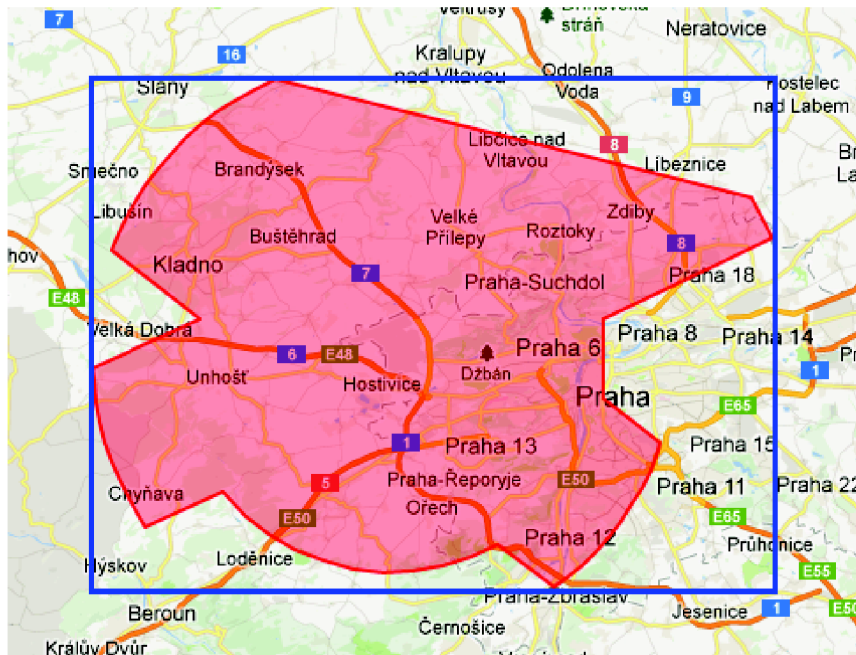 Veltrusy
stráň
7
Neratovice
16
Kralupy
nad Vltavou
Odolena
Voda
Slaný
9
Kostelec
nad Labem
8
Libčice nad
Vltavou
Líbeznice
Smečno
Brandýsek
Libušín
Velké
Přílepy
Zdiby
Roztoky
Buštěhrad
8
Kladno
7
Praha-Suchdol
Praha 18
E48
Velká Dobrá
Praha 8
Praha 14
6
E48
Praha 6
Džbán
Unhošť
Hostivice
1
Praha
E65
1
Praha 13
Praha 15
5
Praha-Řeporyje
E50
Praha 11
Praha 22
Chyňava
Ořech
E50
E65
Praha 12
Průhonice
Loděnice
Hýskov
E55
Praha-Zbraslav
E50
Beroun
Jesenice
1
Černošice
Králův Dvůr